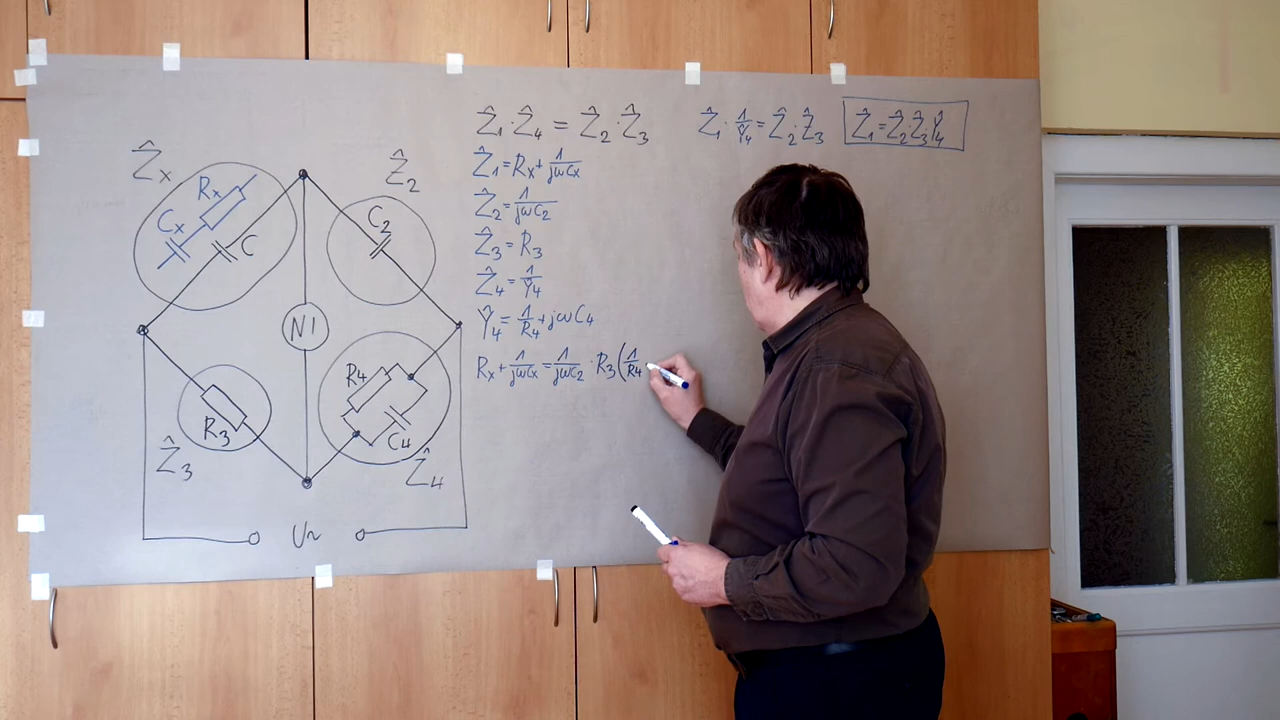 Ẑ₁·Ẑ₄ = Ẑ₂·Ẑ₃
Ẑ₁·1/Ŷ₄=Ẑ₂·Ẑ₃
Ẑ₁=Ẑ₂Ẑ₃Ŷ₄
Ẑ₁=Rx+1/jωCx
Ẑ₂=1/jωC₂
Ẑ₃=R₃
Ẑ₄=1/Ŷ₄
Ŷ₄=1/R₄+jωC₄
Rx+1/jωCx=1/jωC₂·R₃(1/R₄
Ẑx
Ẑ₂
Rx
Cx
C
C₂
NI
R₃
R₄
C₄
Ẑ₃
Ẑ₄
U~